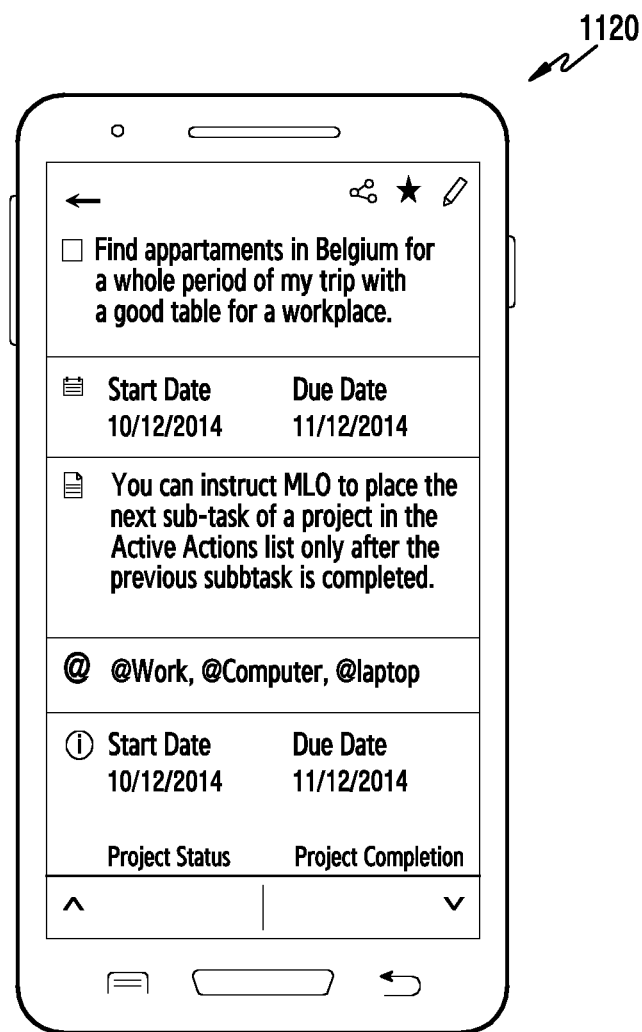 1120
Find appartaments in Belgium for
a whole period of my trip with
a good table for a workplace.
Start Date Due Date
10/12/2014 11/12/2014
You can instruct MLO to place the
next sub-task of a project in the
Active Actions list only after the
previous subbtask is completed.
@ @Work, @Computer, @laptop
Start Date Due Date
10/12/2014 11/12/2014
Project Status Project Completion